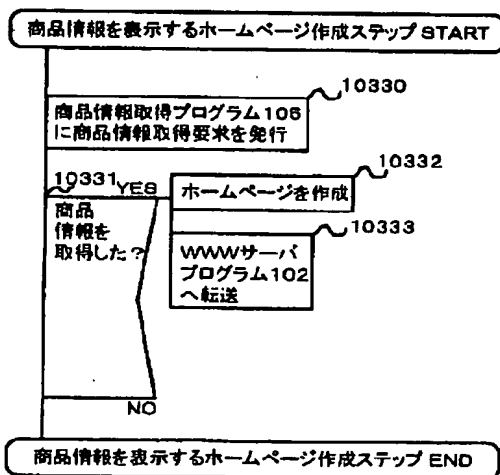 商品情報を表示するホームページ作成ステップ START
10330
商品情報取得プログラム106
に商品情報取得要求を発行
10332
10331 YES
ホームページを作成
商品
情報を
取得した?
10333
WWWサーバ
プログラム102
へ転送
NO
商品情報を表示するホームページ作成ステップ END